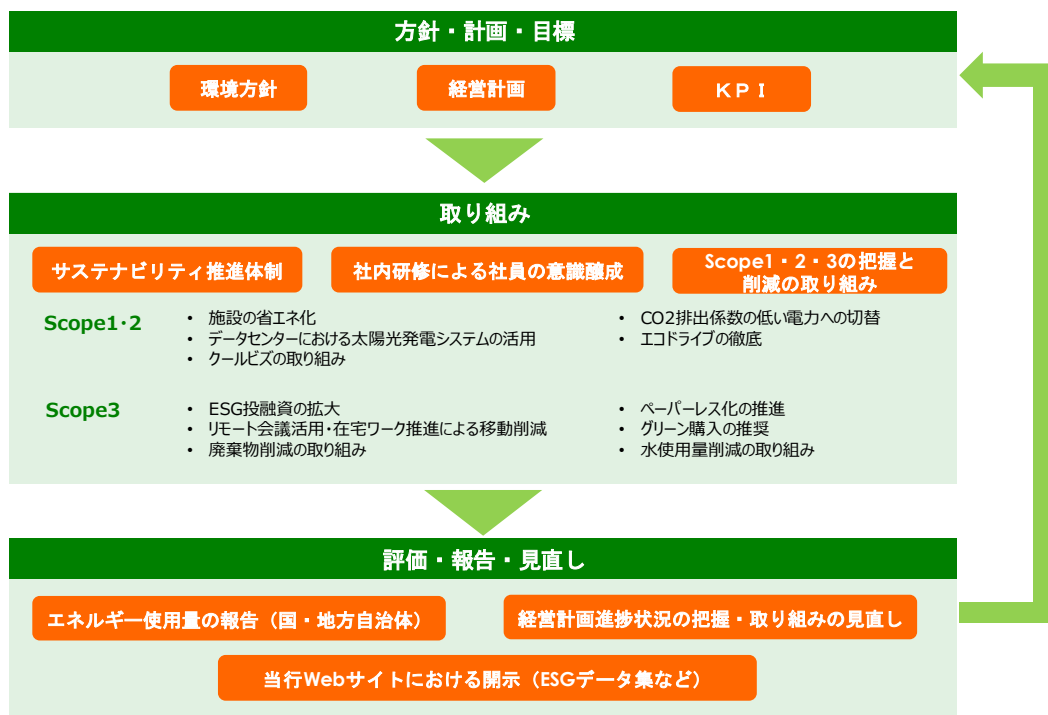 方針・計画・目標
環境方針
経営計画
ＫＰＩ
取り組み
サステナビリティ推進体制
社内研修による社員の意識醸成
Scope1・2・3の把握と
削減の取り組み
Scope1・2
• 施設の省エネ化
• データセンターにおける太陽光発電システムの活用
• クールビズの取り組み
• CO2排出係数の低い電力への切替
• エコドライブの徹底
Scope3
• ESG投融資の拡大
• リモート会議活用・在宅ワーク推進による移動削減
• 廃棄物削減の取り組み
• ペーパーレス化の推進
• グリーン購入の推奨
• 水使用量削減の取り組み
評価・報告・見直し
エネルギー使用量の報告（国・地方自治体）
経営計画進捗状況の把握・取り組みの見直し
当行Webサイトにおける開示（ESGデータ集など）